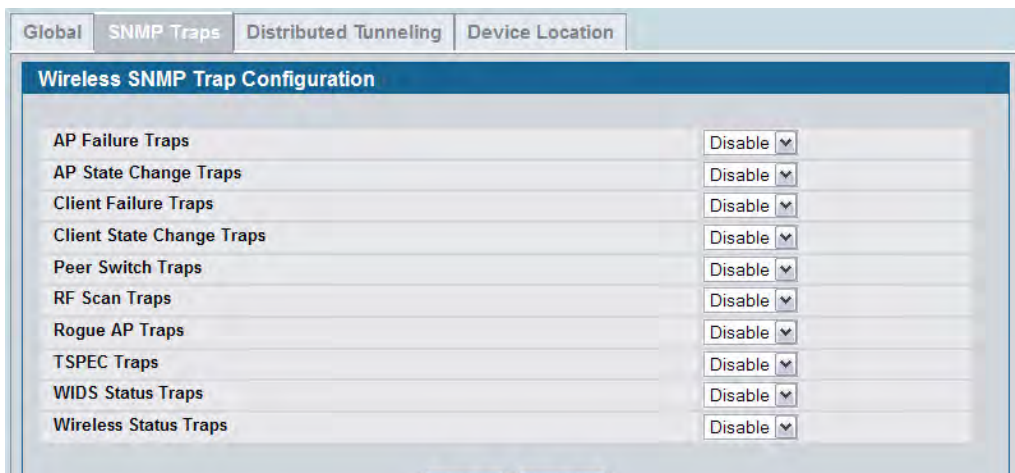 Global SNMP Traps Distributed Tunneling Device Location
Wireless SNMP Trap Configuration
AP Failure Traps Disable
AP State Change Traps Disable
Client Failure Traps Disable
Client State Change Traps Disable
Peer Switch Traps Disable
RF Scan Traps Disable
Rogue AP Traps Disable
TSPEC Traps Disable
WIDS Status Traps Disable
Wireless Status Traps Disable